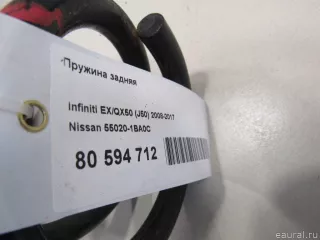 Пружина задняя
Infiniti EX/QX50 (J50) 2008-2017
Nissan 55020-1BA0C
80 594 712
eaural.ru